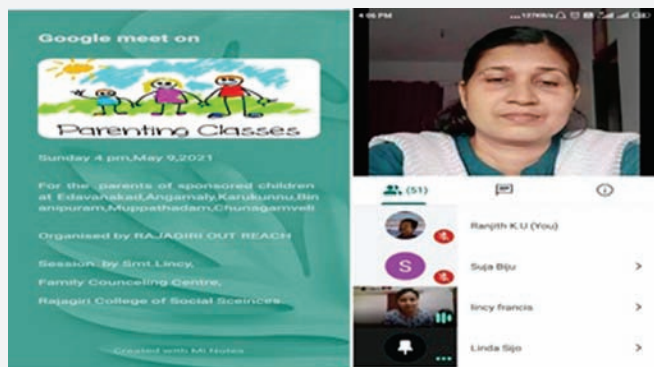 Google meet on
Parenting Classes
Sunday 4 pm,May 9,2021
For the parents of sponsored children
at Edavanakad,Angamaly,Karukunnu,Bin
anipuram,Muppathadam,Chunagamveli
Organised by RAJAGIRI OUT REACH
Session by Smt.Lincy,
Family Counceling Centre,
Rajagiri College of Social Sceinces
Created with Mi Notes
4:06 PM
(51)
Ranjith K.U (You)
S
Suja Biju
lincy francis
Linda Sijo